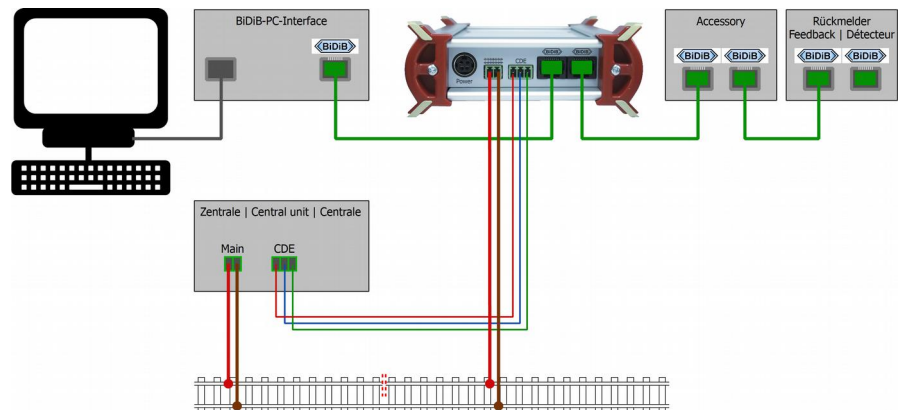 BiDiB-PC-Interface
BiDiB
Power
CDE
BiDiB
BiDiB
Accessory
BiDiB
BiDiB
Rückmelder
Feedback | Détecteur
BiDiB
BiDiB
Zentrale | Central unit | Centrale
Main
CDE